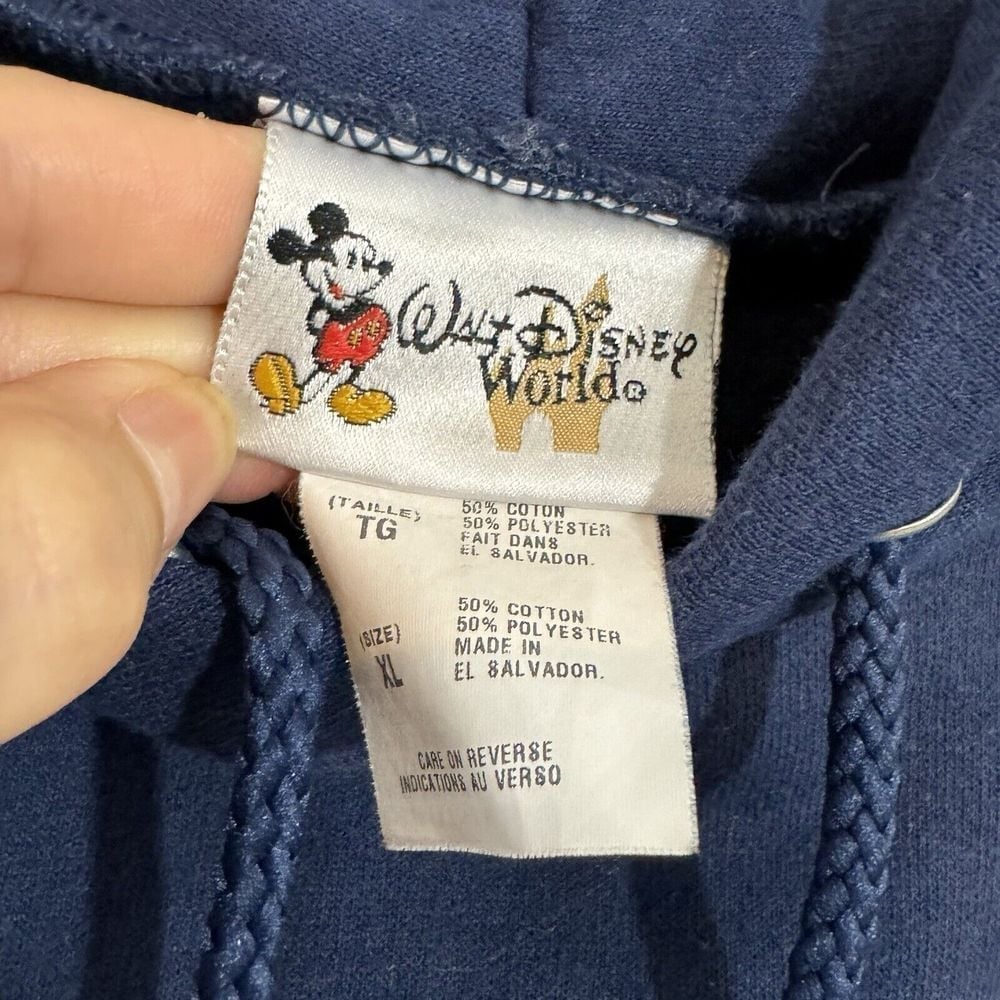 Walt Disney
World®
(TAILLE)
TG
50% COTON
50% POLYESTER
FAIT DANS
EL SALVADOR.
(SIZE)
XL
50% COTTON
50% POLYESTER
MADE IN
EL SALVADOR.
CARE ON REVERSE
INDICATIONS AU VERSO